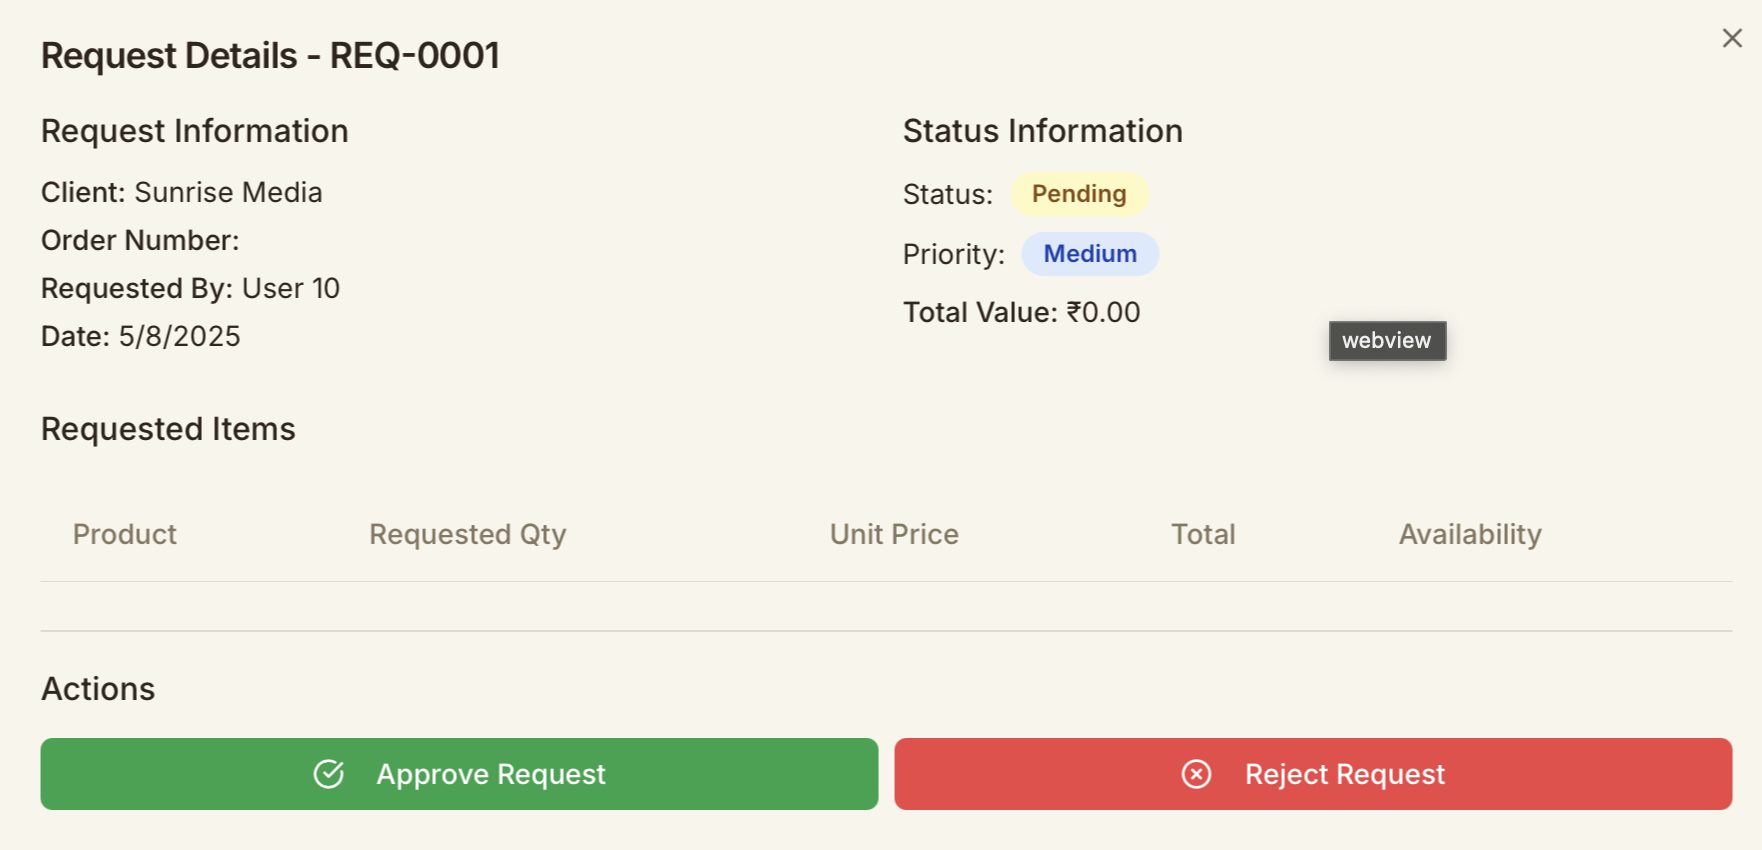 Request Details - REQ-0001
Request Information
Client: Sunrise Media
Order Number:
Requested By: User 10
Date: 5/8/2025
Status Information
Status: Pending
Priority: Medium
Total Value: ₹0.00
webview
Requested Items
Product Requested Qty Unit Price Total Availability
Actions
Approve Request
Reject Request